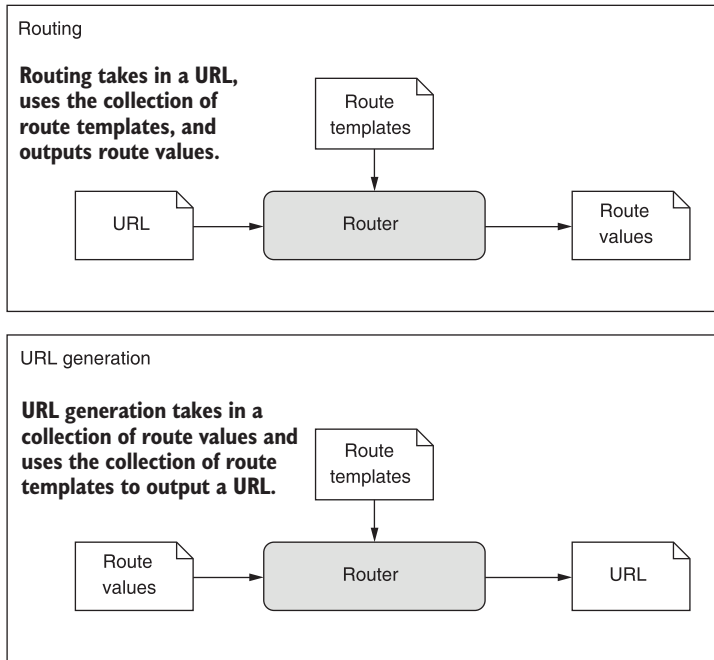 Routing
Routing takes in a URL,
uses the collection of
route templates, and
outputs route values.
Route
templates
URL
Router
Route
values
URL generation
URL generation takes in a
collection of route values and
uses the collection of route
templates to output a URL.
Route
templates
Route
values
Router
URL